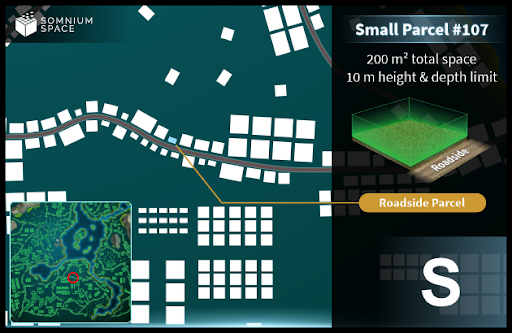 SOMNIUM
SPACE
Small Parcel #107
200 m² total space
10 m height & depth limit
Roadside
Roadside Parcel
S